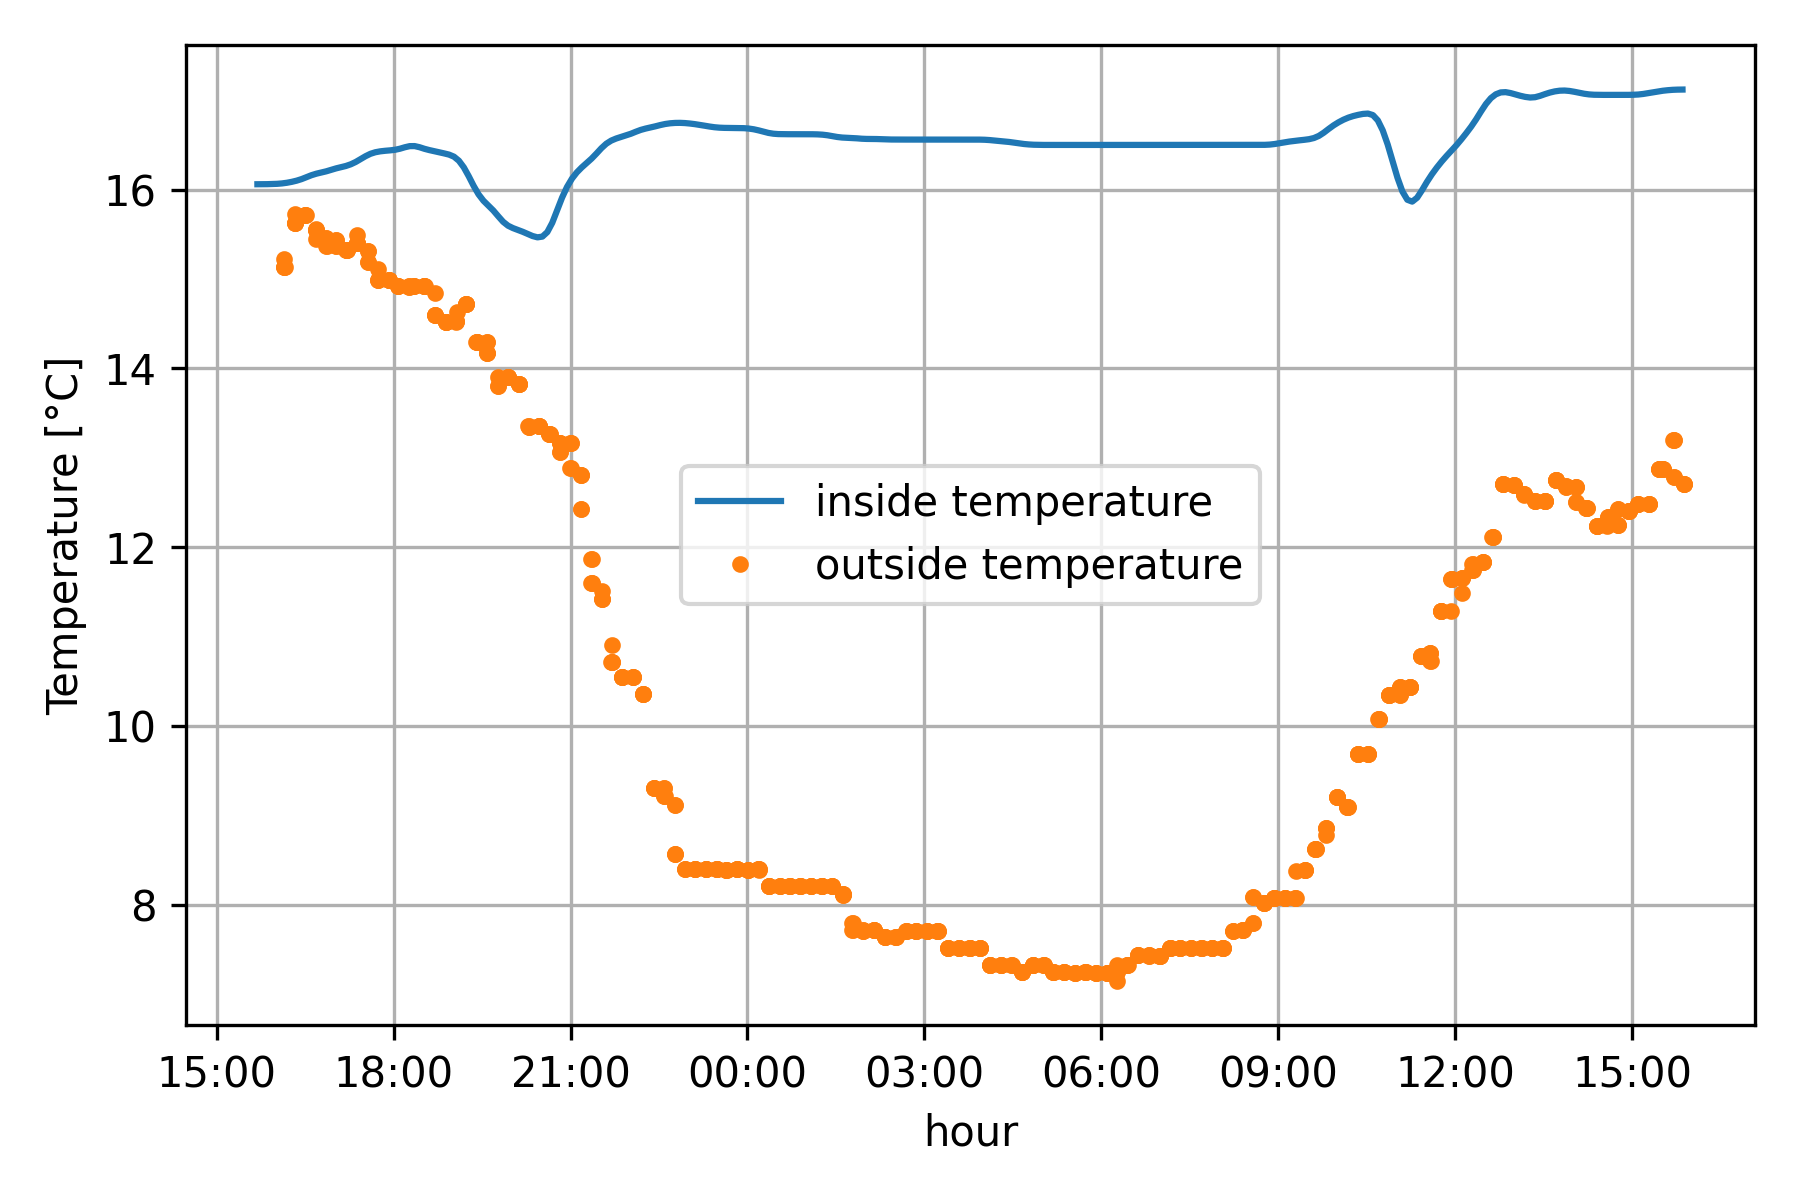 Temperature [°C]
16
14
12
10
8
inside temperature
outside temperature
15:00 18:00 21:00 00:00 03:00 06:00 09:00 12:00 15:00
hour